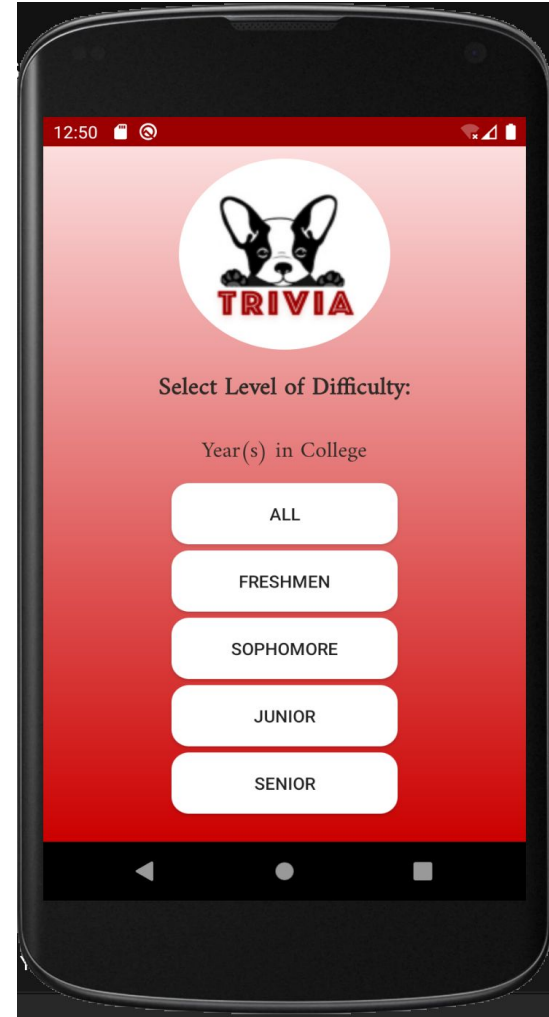 12:50
TRIVIA
Select Level of Difficulty:
Year(s) in College
ALL
FRESHMEN
SOPHOMORE
JUNIOR
SENIOR